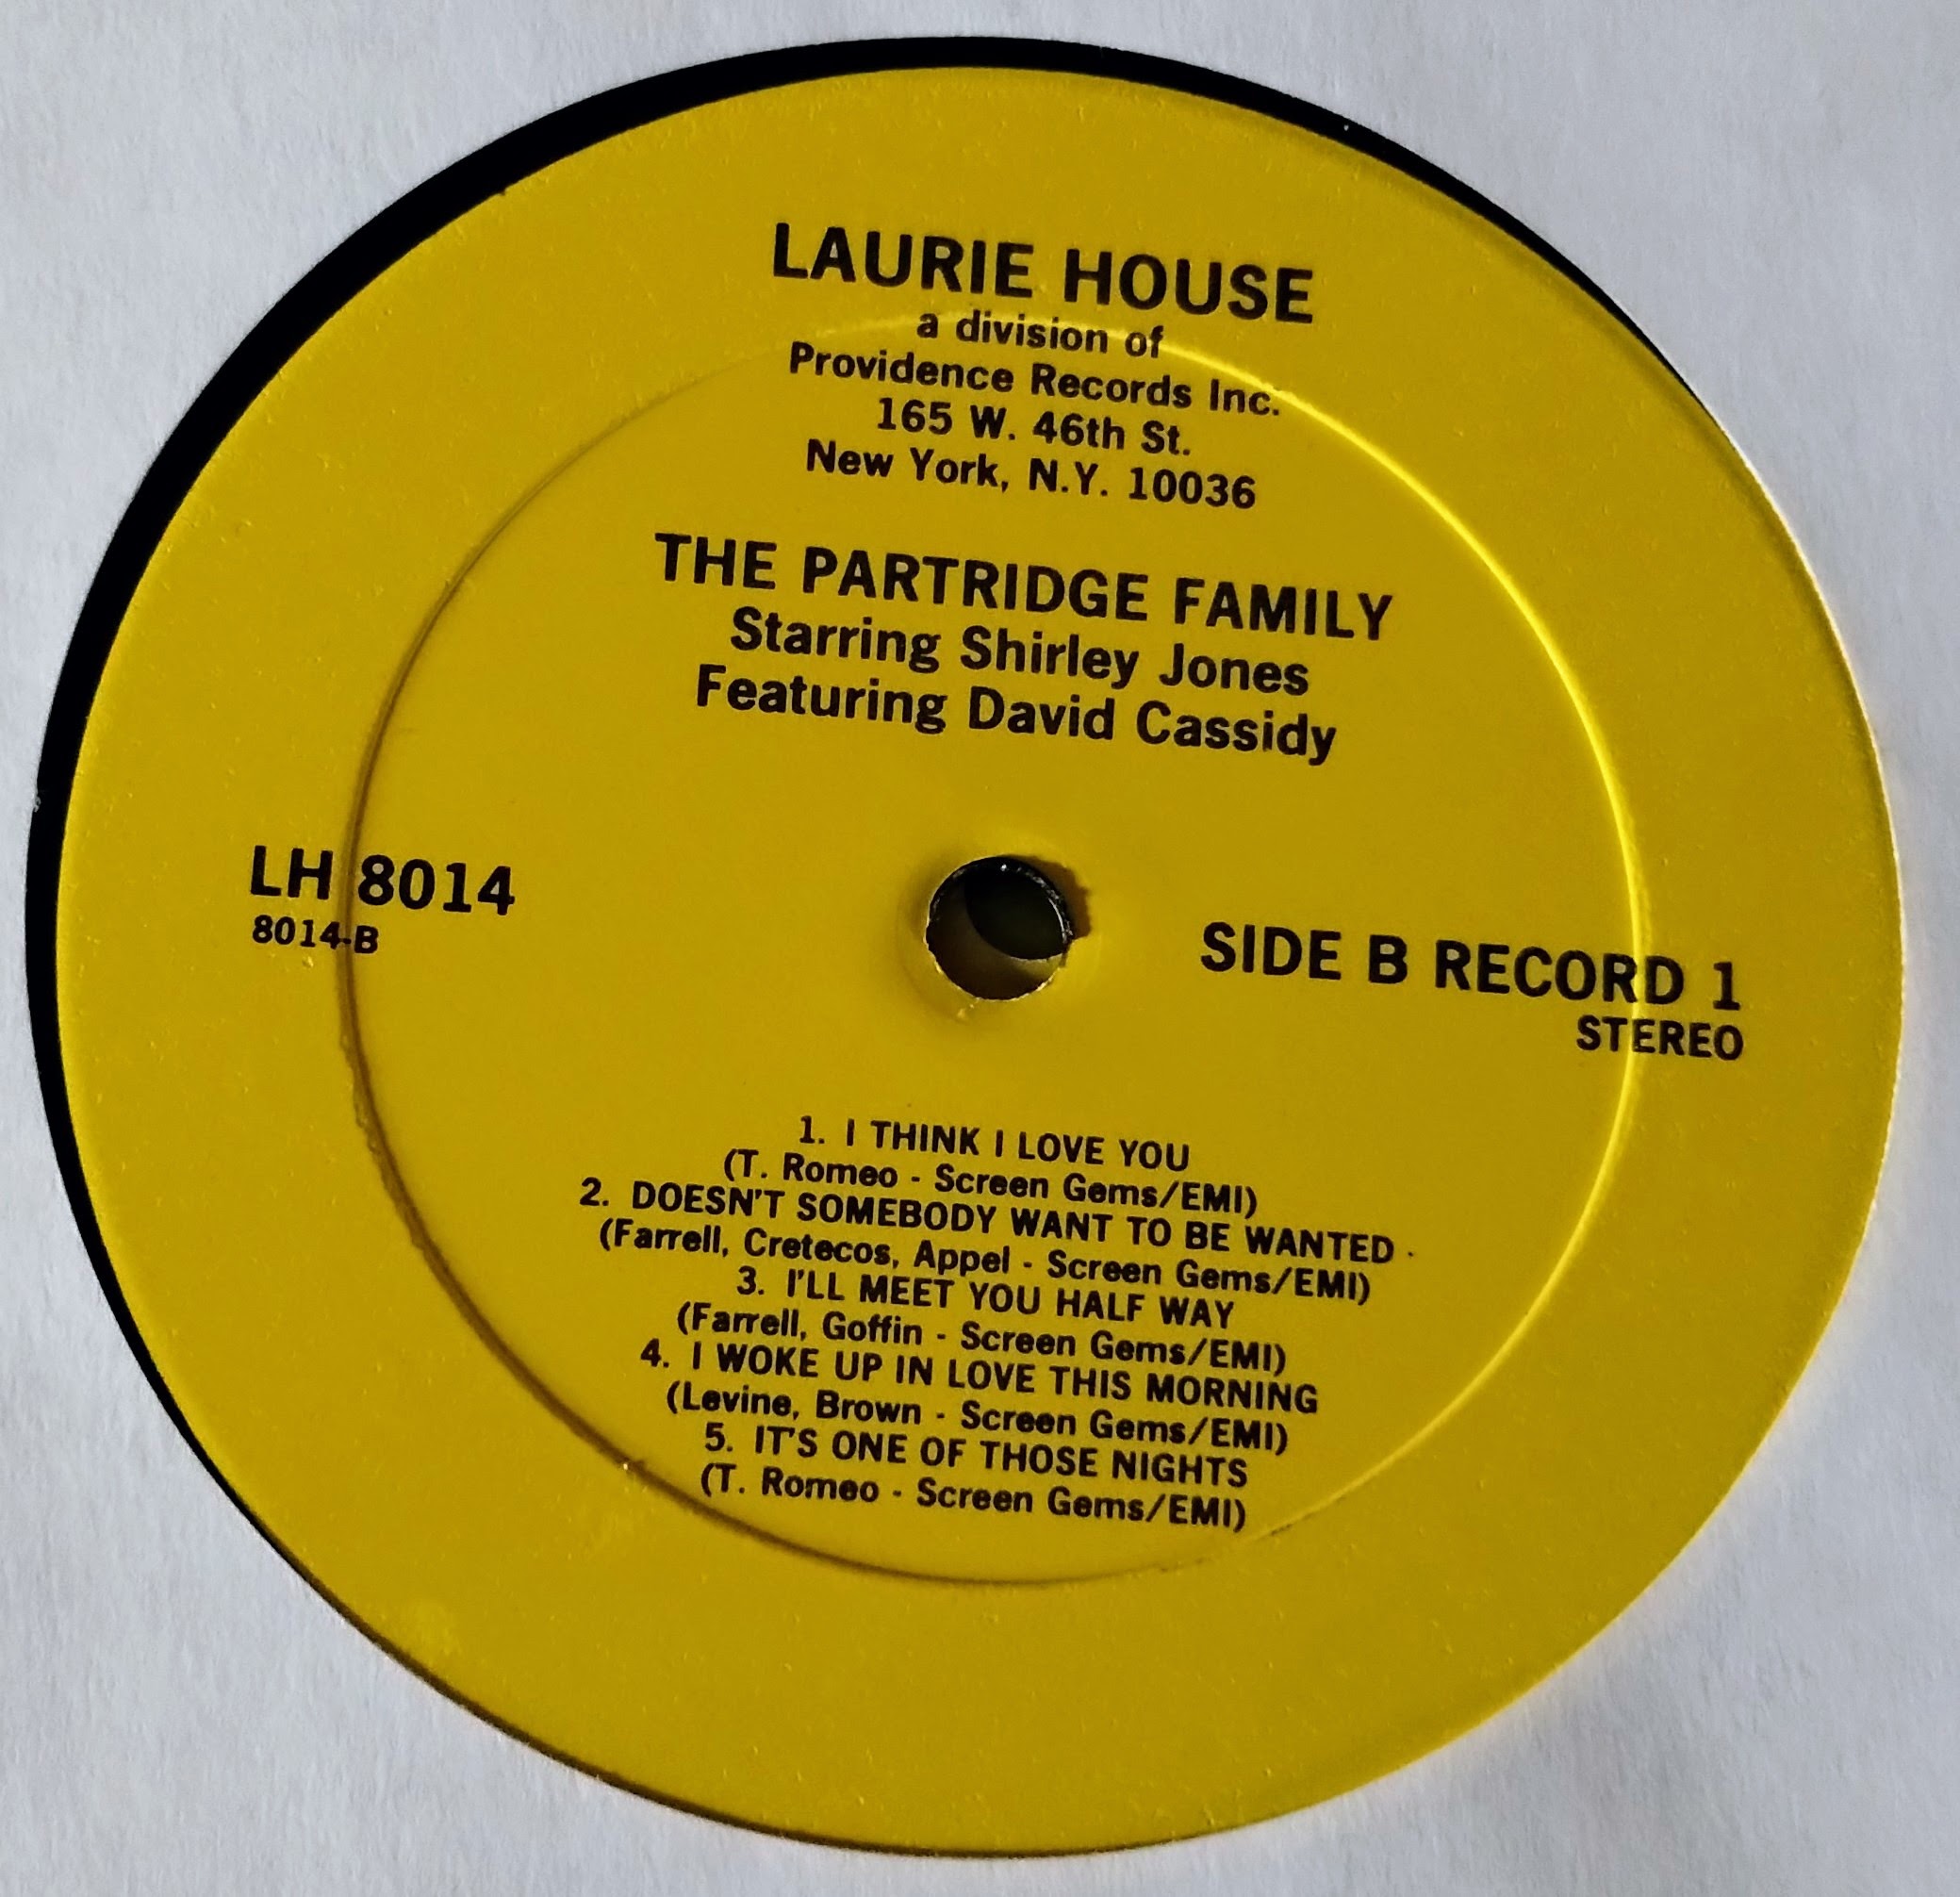 LAURIE HOUSE
a division of
Providence Records Inc.
165 W. 46th St.
New York, N.Y. 10036
THE PARTRIDGE FAMILY
Starring Shirley Jones
Featuring David Cassidy
LH 8014
8014-B
SIDE B RECORD 1
STEREO
1. I THINK I LOVE YOU
(T. Romeo - Screen Gems/EMI)
2. DOESN'T SOMEBODY WANT TO BE WANTED
(Farrell, Cretecos, Appel - Screen Gems/EMI)
3. I'LL MEET YOU HALF WAY
(Farrell, Goffin - Screen Gems/EMI)
4. I WOKE UP IN LOVE THIS MORNING
(Levine, Brown - Screen Gems/EMI)
5. IT'S ONE OF THOSE NIGHTS
(T. Romeo - Screen Gems/EMI)